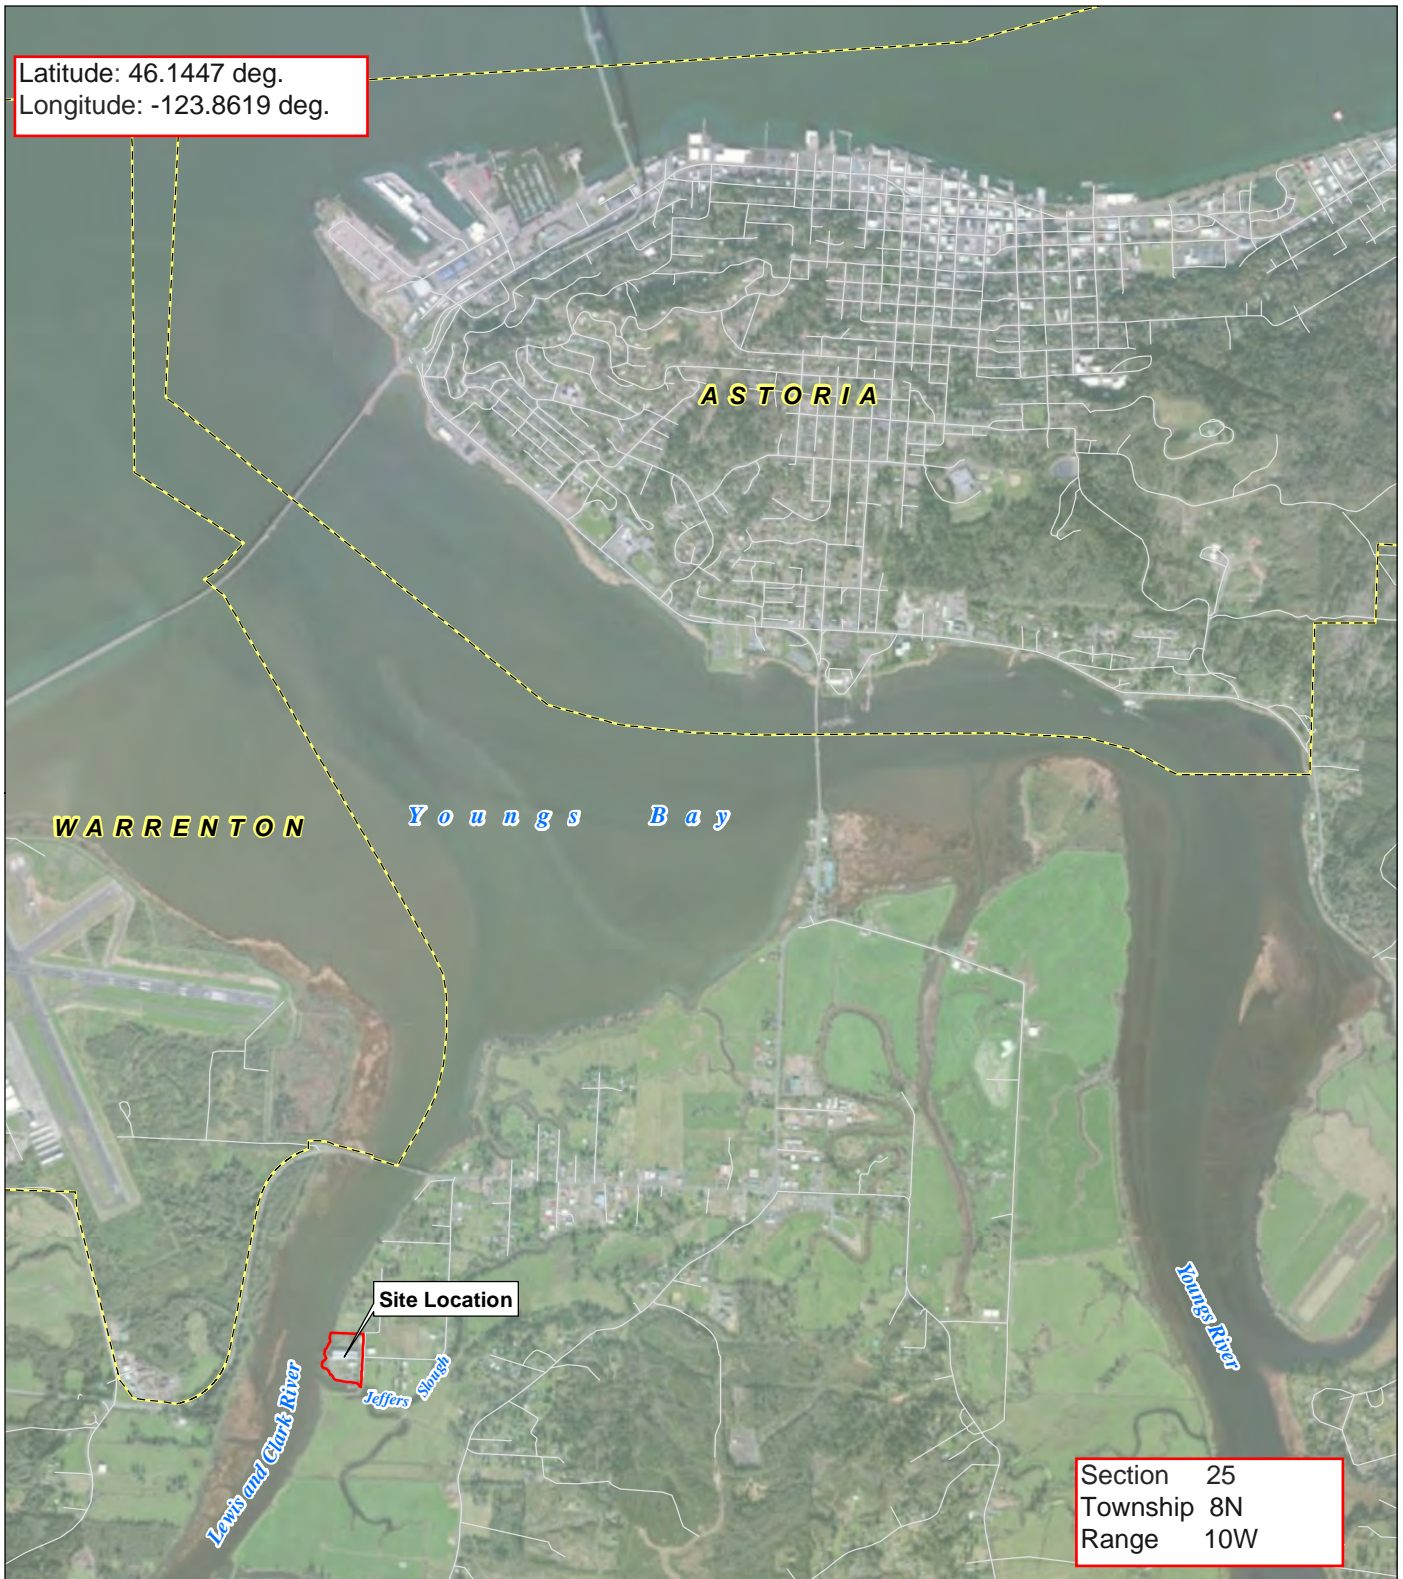 Latitude: 46.1447 deg.
Longitude: -123.8619 deg.
ASTORIA
WARRENTON
Youngs Bay
Site Location
Jeffers Slough
Lewis and Clark River
Youngs River
Section 25
Township 8N
Range 10W